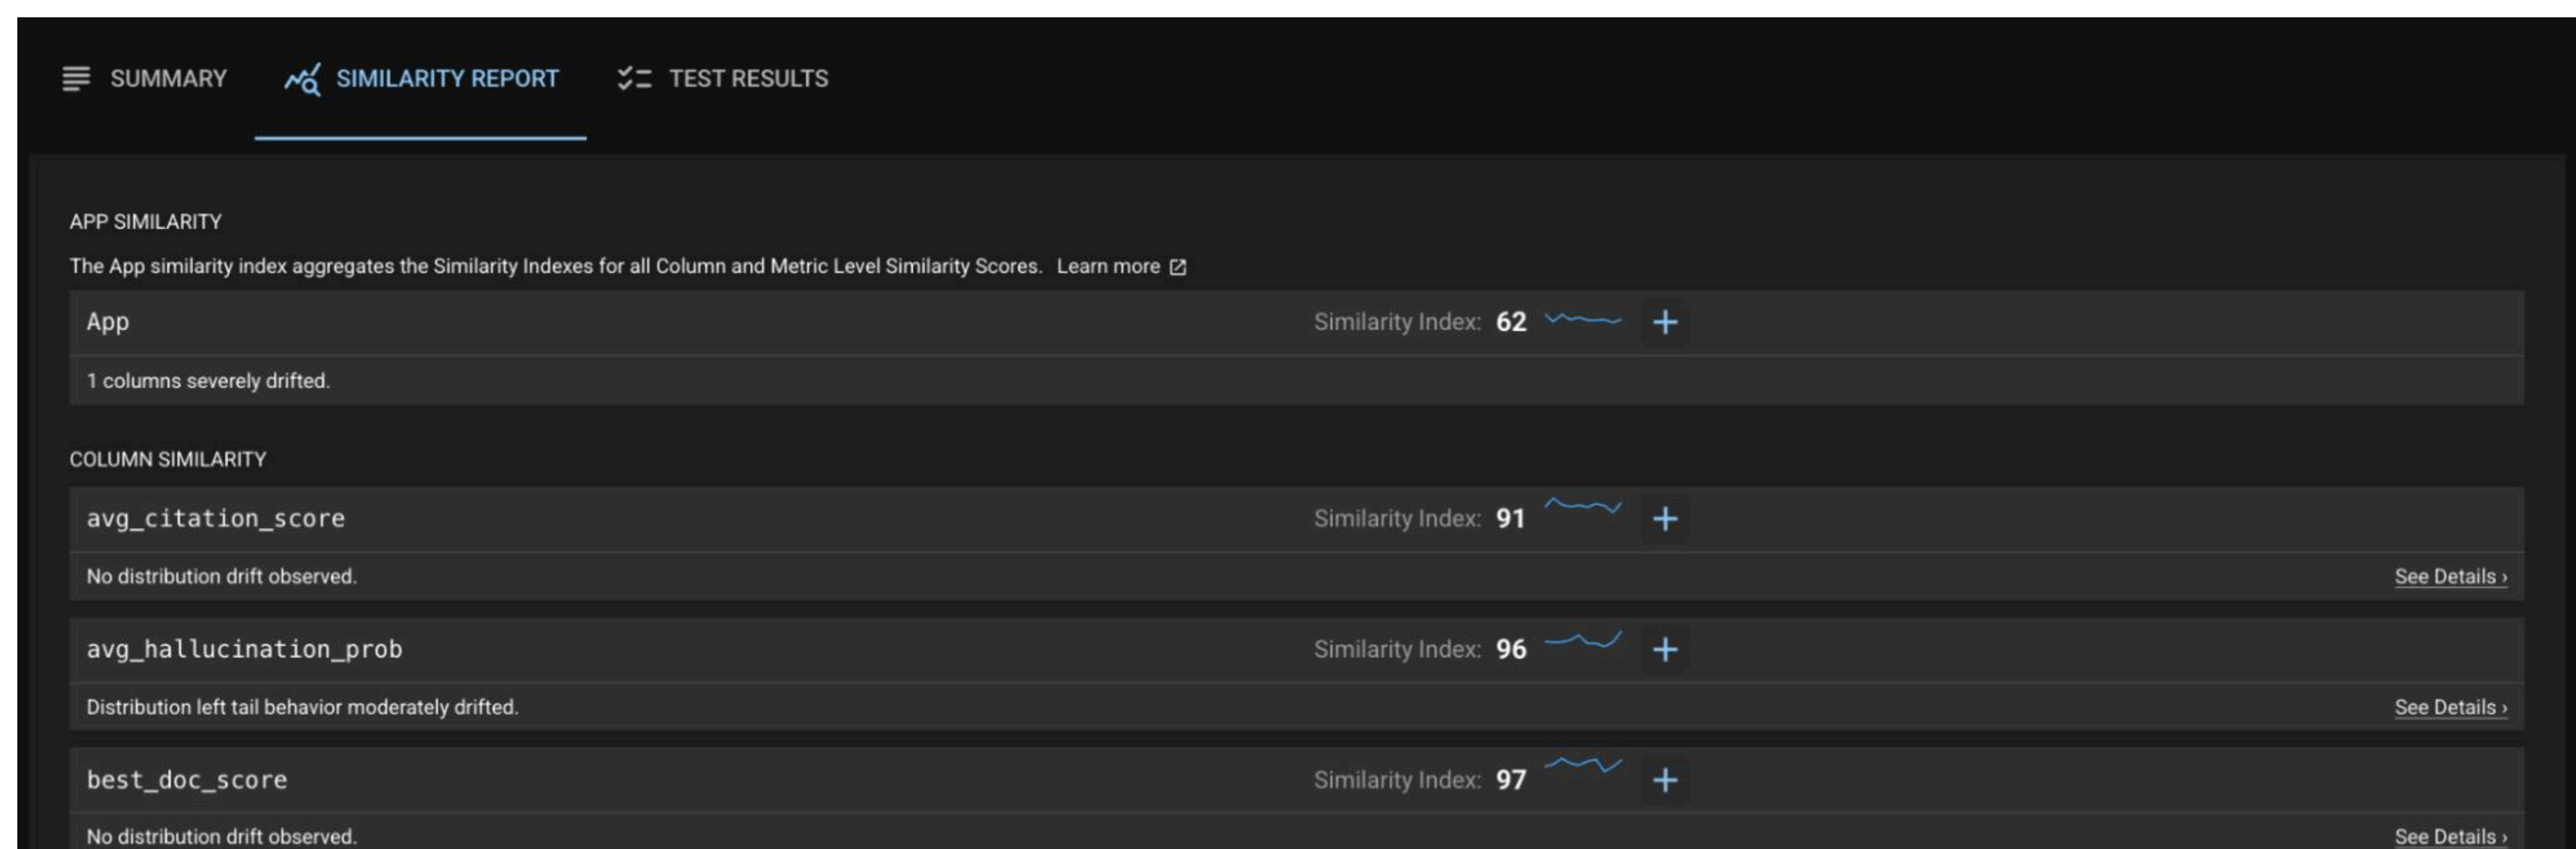 SUMMARY SIMILARITY REPORT TEST RESULTS
APP SIMILARITY
The App similarity index aggregates the Similarity Indexes for all Column and Metric Level Similarity Scores. Learn more
App Similarity Index: 62 +
1 columns severely drifted.
COLUMN SIMILARITY
avg_citation_score Similarity Index: 91 +
No distribution drift observed. See Details ›
avg_hallucination_prob Similarity Index: 96 +
Distribution left tail behavior moderately drifted. See Details ›
best_doc_score Similarity Index: 97 +
No distribution drift observed. See Details ›